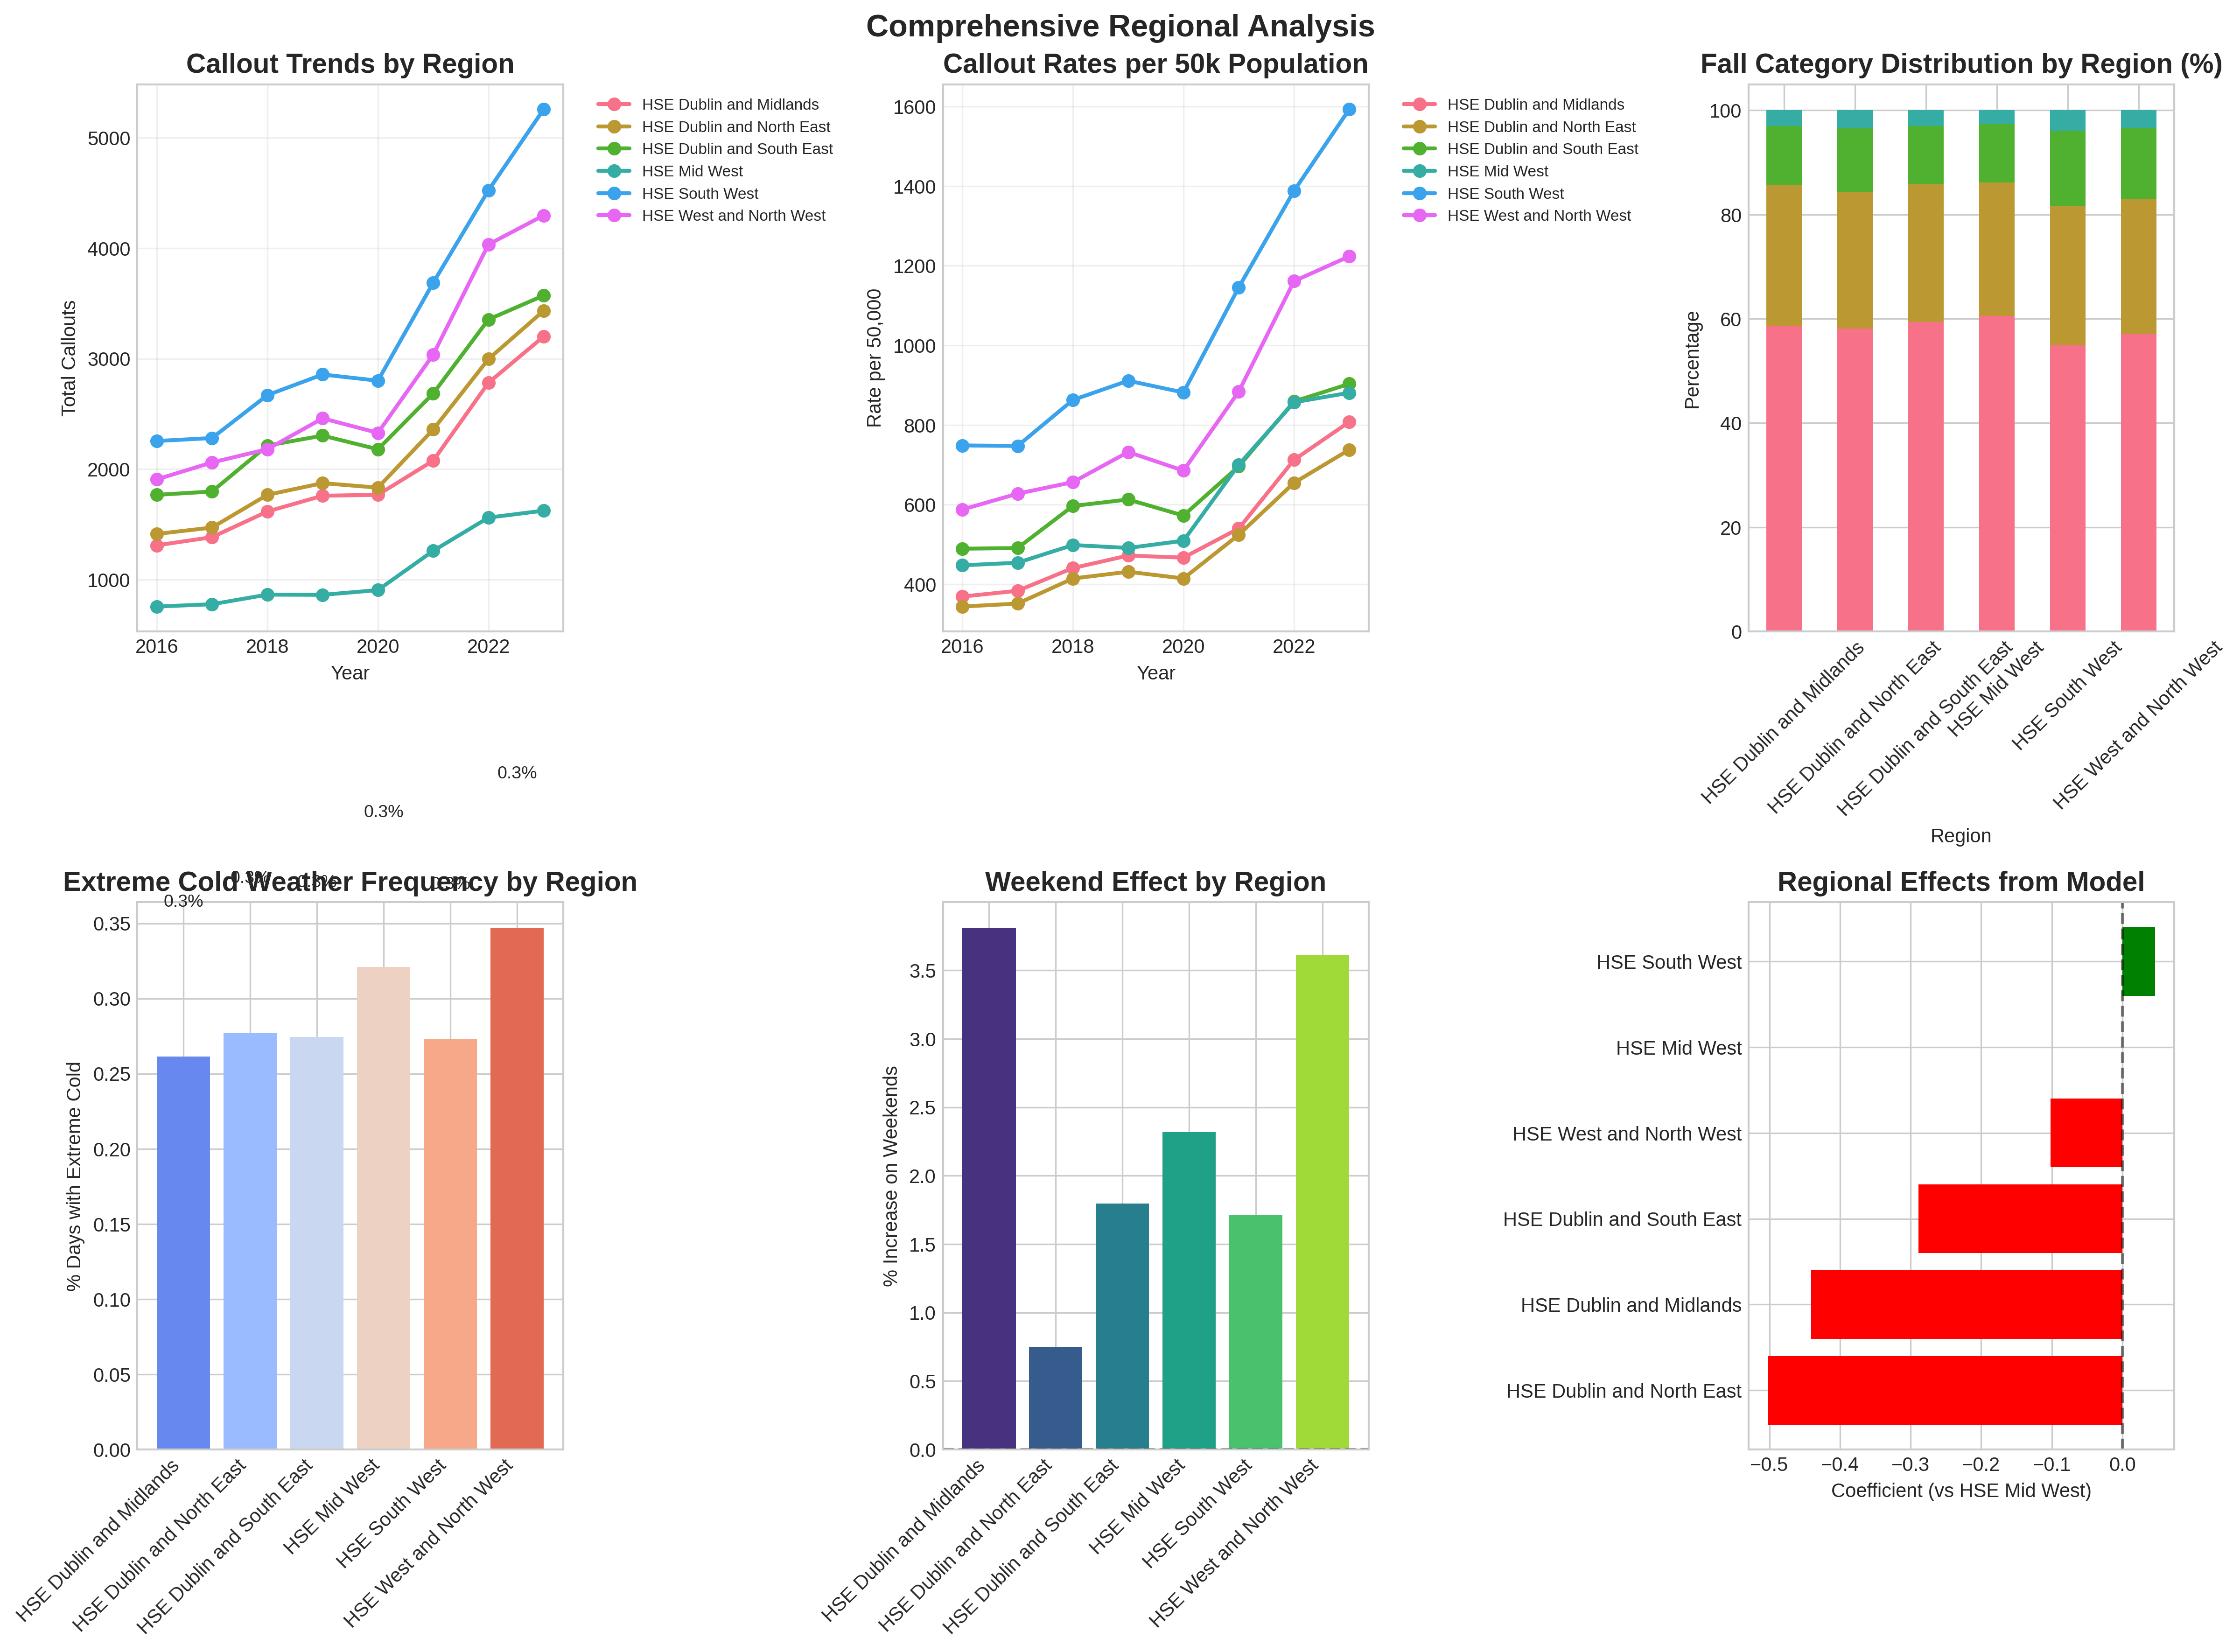 Comprehensive Regional Analysis
Callout Trends by Region
Total Callouts
5000
4000
3000
2000
1000
2016
2018
2020
2022
Year
HSE Dublin and Midlands
HSE Dublin and North East
HSE Dublin and South East
HSE Mid West
HSE South West
HSE West and North West
Callout Rates per 50k Population
Rate per 50,000
1600
1400
1200
1000
800
600
400
2016
2018
2020
2022
Year
HSE Dublin and Midlands
HSE Dublin and North East
HSE Dublin and South East
HSE Mid West
HSE South West
HSE West and North West
Fall Category Distribution by Region (%)
Percentage
100
80
60
40
20
0
HSE Dublin and Midlands
HSE Dublin and North East
HSE Dublin and South East
HSE Mid West
HSE South West
HSE West and North West
Region
Extreme Cold Weather Frequency by Region
0.3%
0.3%
0.3%
0.3%
0.3%
0.3%
% Days with Extreme Cold
0.35
0.30
0.25
0.20
0.15
0.10
0.05
0.00
HSE Dublin and Midlands
HSE Dublin and North East
HSE Dublin and South East
HSE Mid West
HSE South West
HSE West and North West
Weekend Effect by Region
% Increase on Weekends
3.5
3.0
2.5
2.0
1.5
1.0
0.5
0.0
HSE Dublin and Midlands
HSE Dublin and North East
HSE Dublin and South East
HSE Mid West
HSE South West
HSE West and North West
Regional Effects from Model
HSE South West
HSE Mid West
HSE West and North West
HSE Dublin and South East
HSE Dublin and Midlands
HSE Dublin and North East
−0.5
−0.4
−0.3
−0.2
−0.1
0.0
Coefficient (vs HSE Mid West)